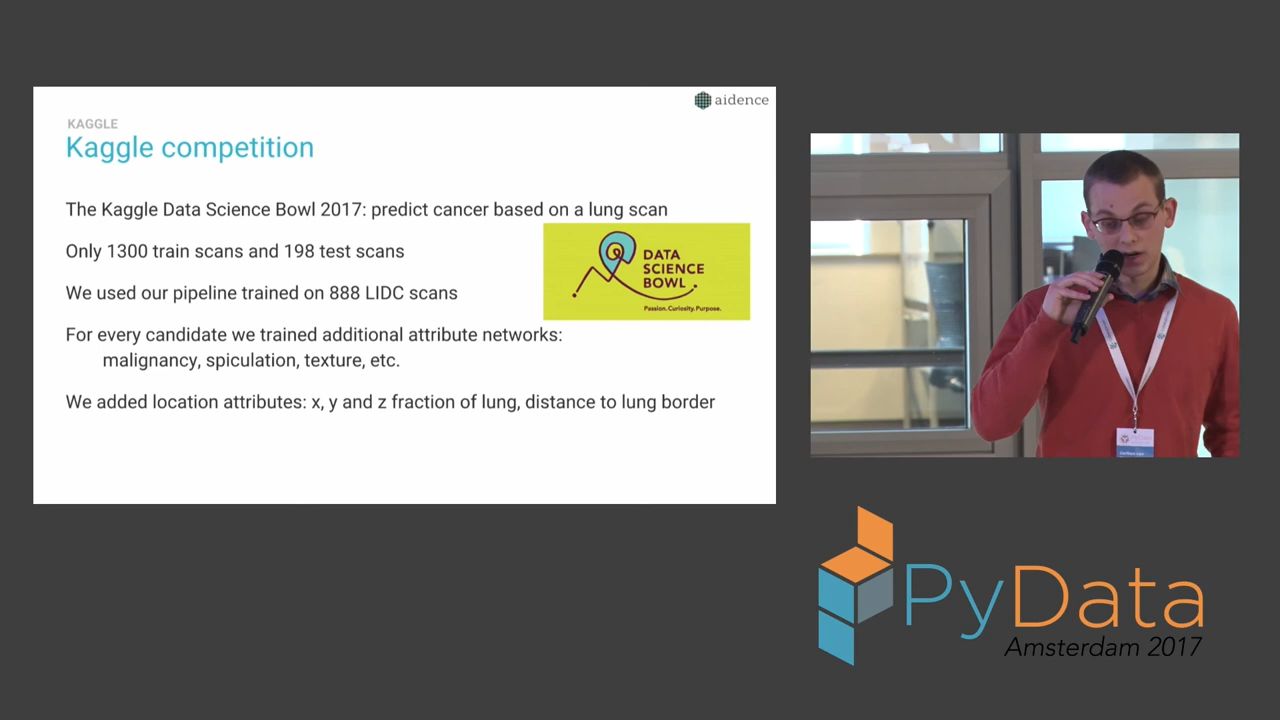 aidence
KAGGLE
Kaggle competition
The Kaggle Data Science Bowl 2017: predict cancer based on a lung scan
Only 1300 train scans and 198 test scans
We used our pipeline trained on 888 LIDC scans
For every candidate we trained additional attribute networks:
malignancy, spiculation, texture, etc.
We added location attributes: x, y and z fraction of lung, distance to lung border
DATA
SCIENCE
BOWL
Passion. Curiosity. Purpose.
PyData
Amsterdam 2017